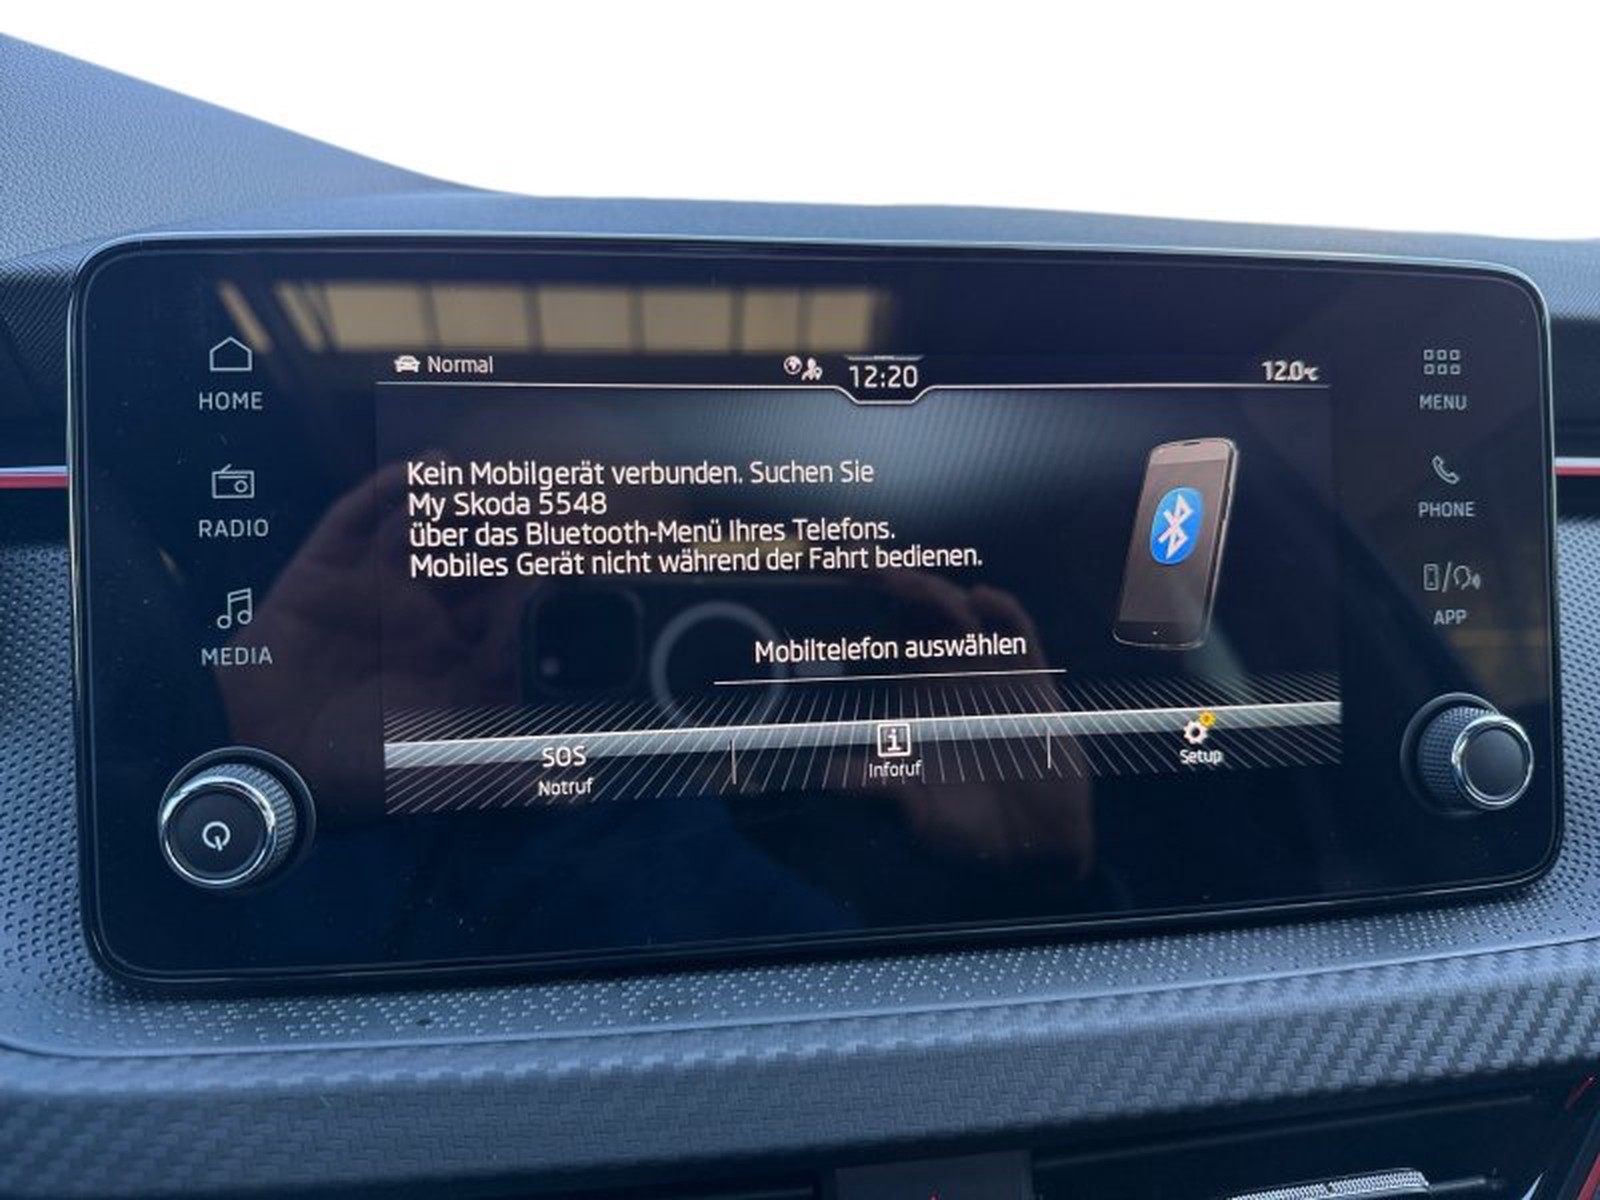 HOME
RADIO
MEDIA
Normal
12:20
12.0°C
Kein Mobilgerät verbunden. Suchen Sie
My Skoda 5548
über das Bluetooth-Menü Ihres Telefons.
Mobiles Gerät nicht während der Fahrt bedienen.
Mobiltelefon auswählen
SOS
Notruf
i
Inforuf
Setup
MENU
PHONE
APP